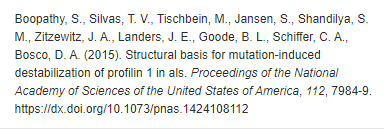 Boopathy, S., Silvas, T. V., Tischbein, M., Jansen, S., Shandilya, S.
M., Zitzewitz, J. A., Landers, J. E., Goode, B. L., Schiffer, C. A.,
Bosco, D. A. (2015). Structural basis for mutation-induced
destabilization of profilin 1 in als. Proceedings of the National
Academy of Sciences of the United States of America, 112, 7984-9.
https://dx.doi.org/10.1073/pnas.1424108112